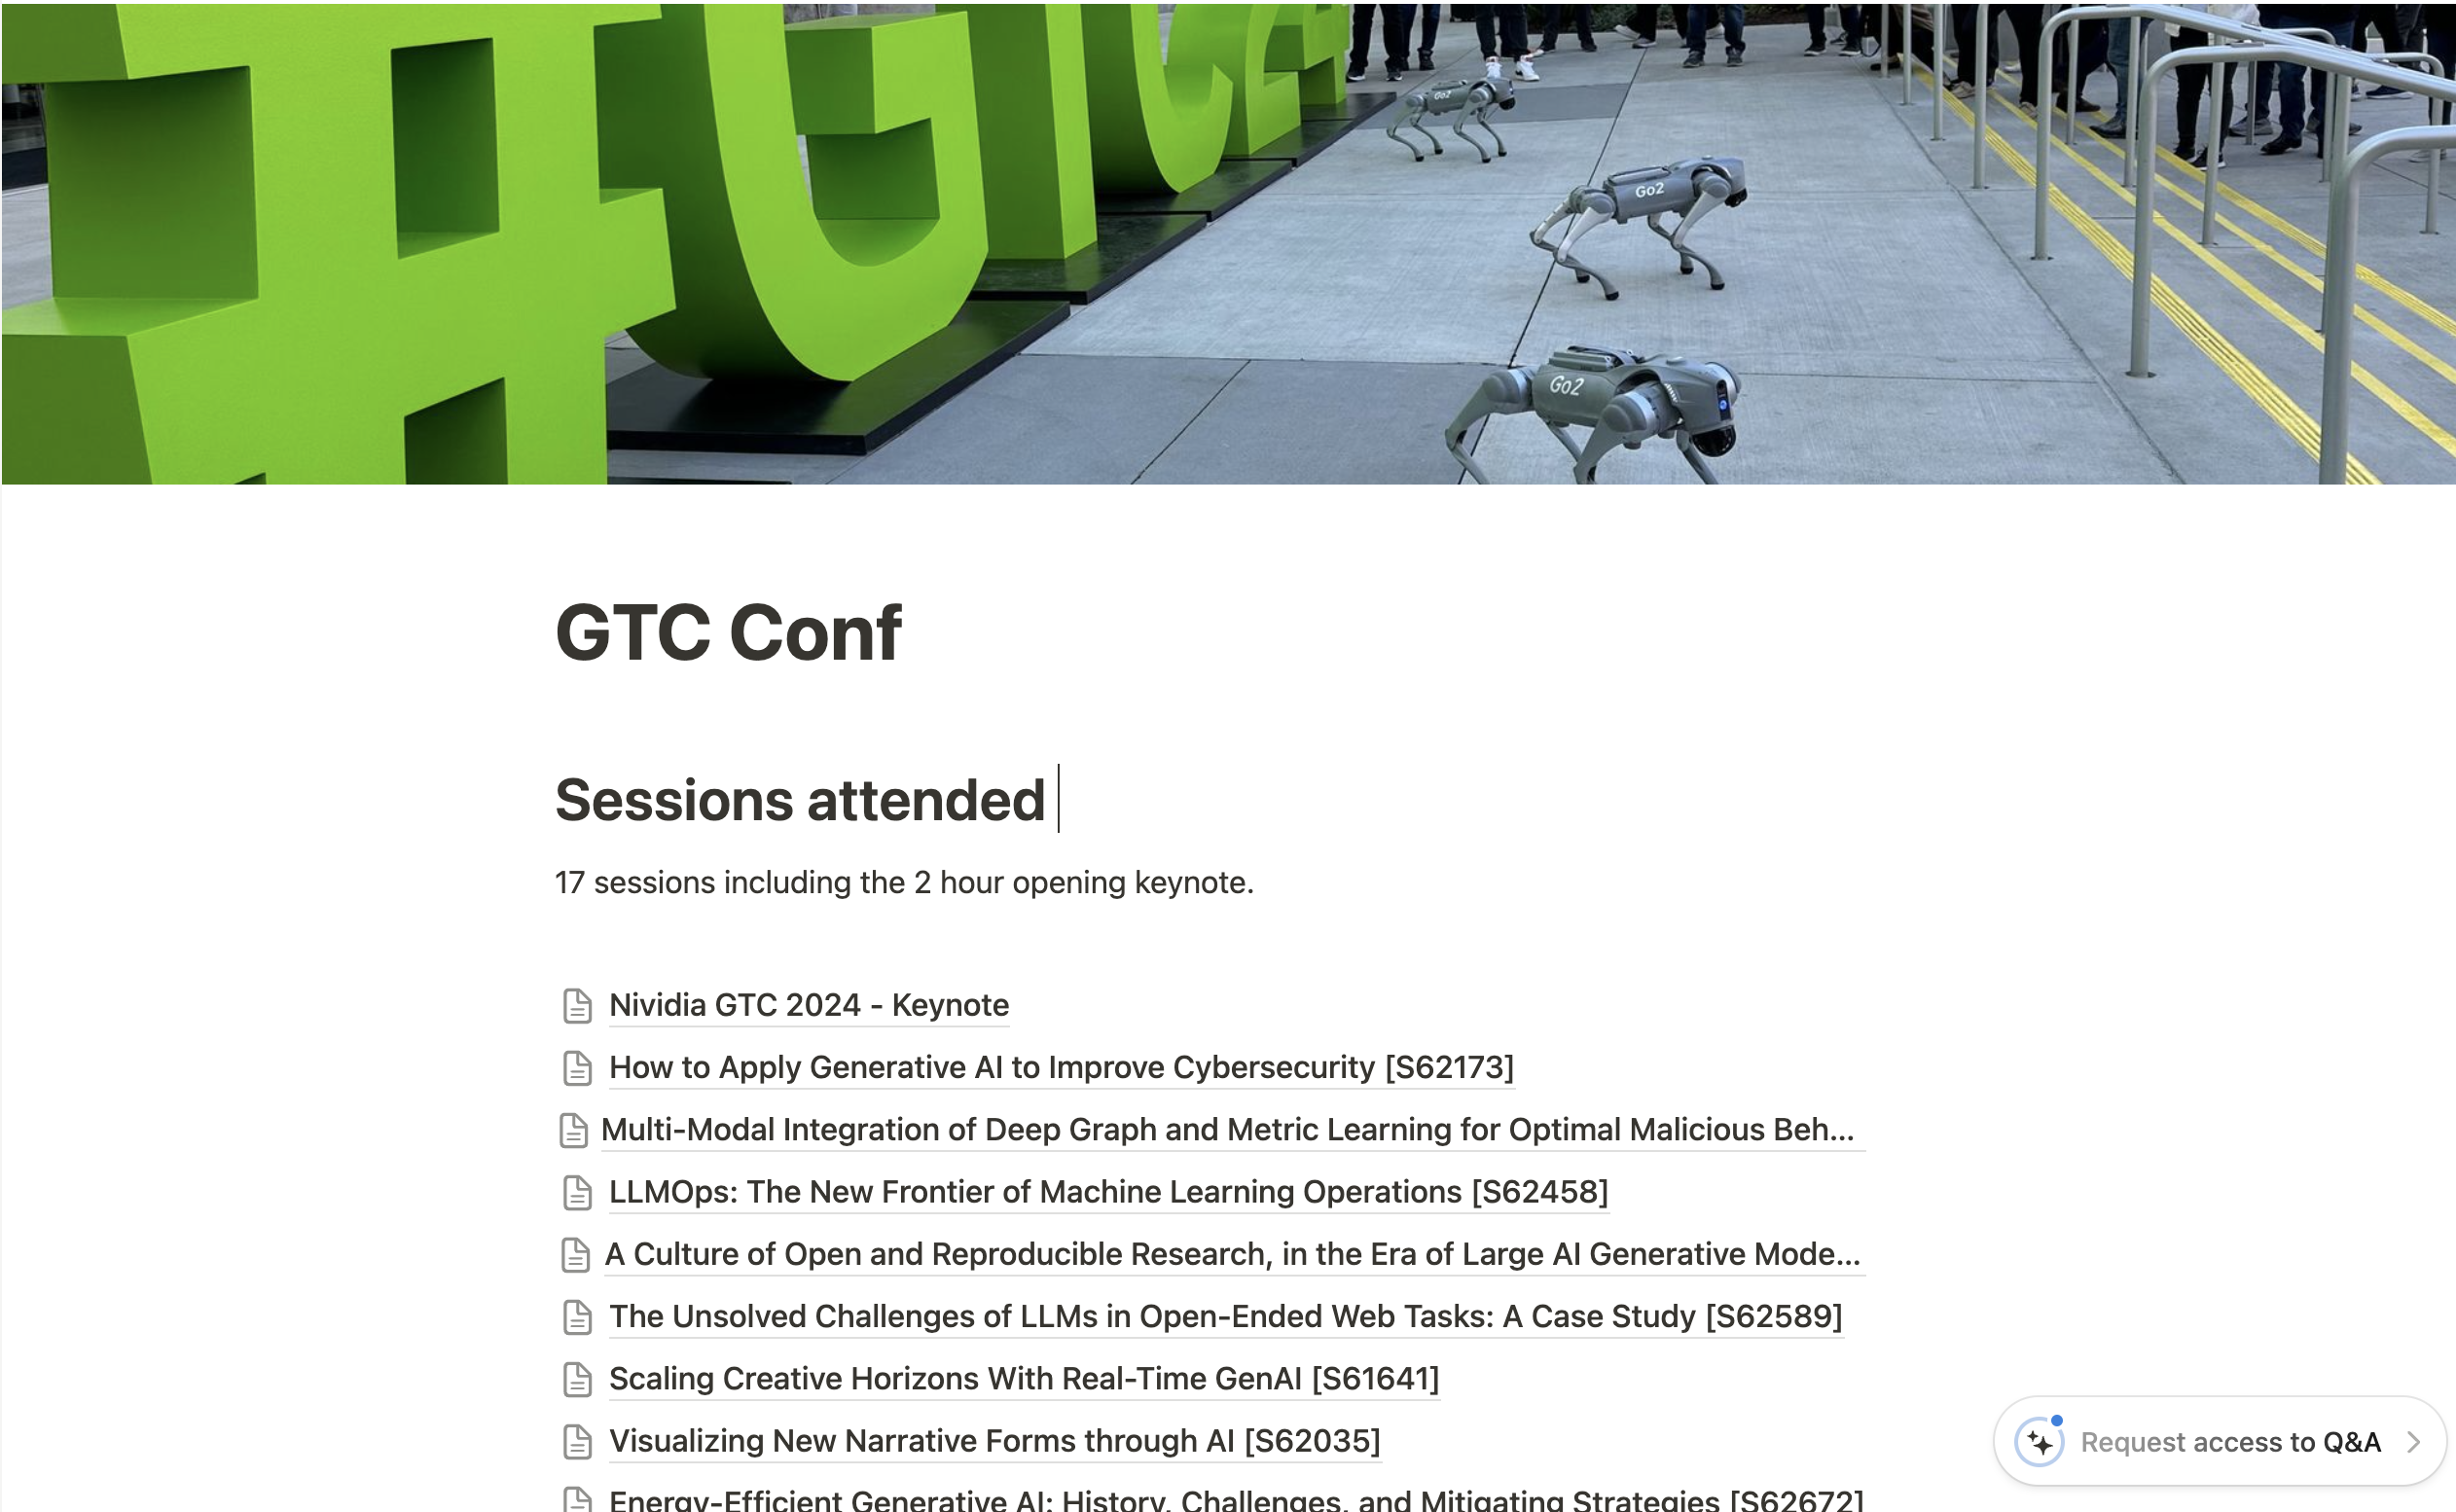 #GTC24
Go2
Go2
Go2
GTC Conf
Sessions attended
17 sessions including the 2 hour opening keynote.
Nividia GTC 2024 - Keynote
How to Apply Generative AI to Improve Cybersecurity [S62173]
Multi-Modal Integration of Deep Graph and Metric Learning for Optimal Malicious Beh...
LLMOps: The New Frontier of Machine Learning Operations [S62458]
A Culture of Open and Reproducible Research, in the Era of Large AI Generative Mode...
The Unsolved Challenges of LLMs in Open-Ended Web Tasks: A Case Study [S62589]
Scaling Creative Horizons With Real-Time GenAI [S61641]
Visualizing New Narrative Forms through AI [S62035]
Request access to Q&A
Energy-Efficient Generative AI: History, Challenges, and Mitigating Strategies [S62672]